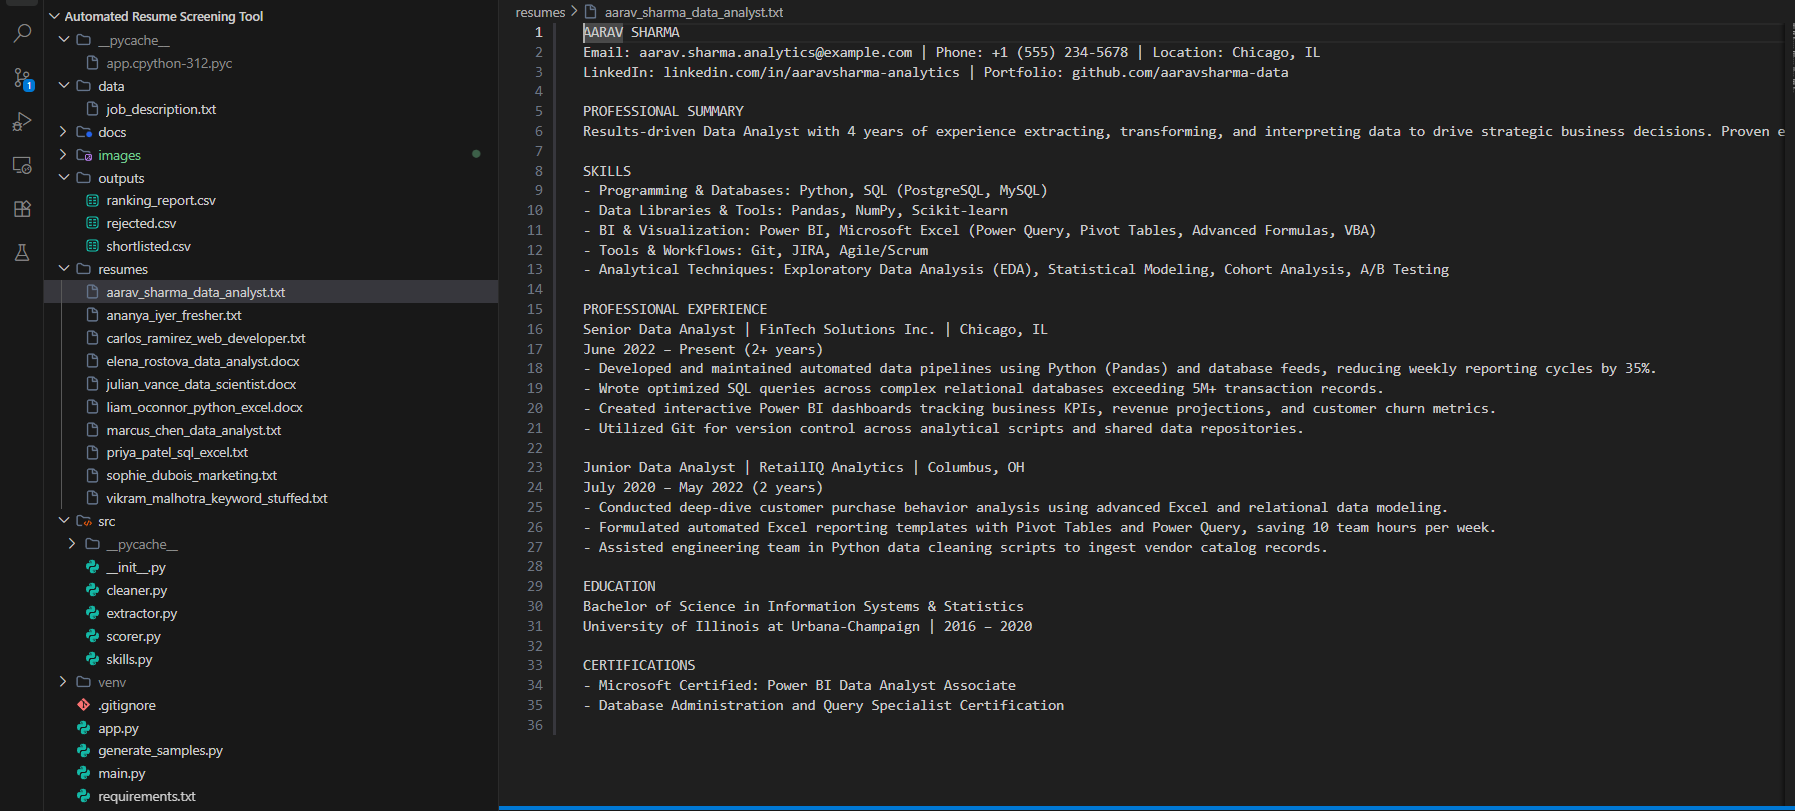 Automated Resume Screening Tool
__pycache__
app.cpython-312.pyc
data
job_description.txt
docs
images
outputs
ranking_report.csv
rejected.csv
shortlisted.csv
resumes
aarav_sharma_data_analyst.txt
ananya_iyer_fresher.txt
carlos_ramirez_web_developer.txt
elena_rostova_data_analyst.docx
julian_vance_data_scientist.docx
liam_oconnor_python_excel.docx
marcus_chen_data_analyst.txt
priya_patel_sql_excel.txt
sophie_dubois_marketing.txt
vikram_malhotra_keyword_stuffed.txt
src
__pycache__
__init__.py
cleaner.py
extractor.py
scorer.py
skills.py
venv
.gitignore
app.py
generate_samples.py
main.py
requirements.txt
1
resumes > aarav_sharma_data_analyst.txt
1 AARAV SHARMA
2 Email: aarav.sharma.analytics@example.com | Phone: +1 (555) 234-5678 | Location: Chicago, IL
3 LinkedIn: linkedin.com/in/aaravsharma-analytics | Portfolio: github.com/aaravsharma-data
4
5 PROFESSIONAL SUMMARY
6 Results-driven Data Analyst with 4 years of experience extracting, transforming, and interpreting data to drive strategic business decisions. Proven e
7
8 SKILLS
9 - Programming & Databases: Python, SQL (PostgreSQL, MySQL)
10 - Data Libraries & Tools: Pandas, NumPy, Scikit-learn
11 - BI & Visualization: Power BI, Microsoft Excel (Power Query, Pivot Tables, Advanced Formulas, VBA)
12 - Tools & Workflows: Git, JIRA, Agile/Scrum
13 - Analytical Techniques: Exploratory Data Analysis (EDA), Statistical Modeling, Cohort Analysis, A/B Testing
14
15 PROFESSIONAL EXPERIENCE
16 Senior Data Analyst | FinTech Solutions Inc. | Chicago, IL
17 June 2022 – Present (2+ years)
18 - Developed and maintained automated data pipelines using Python (Pandas) and database feeds, reducing weekly reporting cycles by 35%.
19 - Wrote optimized SQL queries across complex relational databases exceeding 5M+ transaction records.
20 - Created interactive Power BI dashboards tracking business KPIs, revenue projections, and customer churn metrics.
21 - Utilized Git for version control across analytical scripts and shared data repositories.
22
23 Junior Data Analyst | RetailIQ Analytics | Columbus, OH
24 July 2020 – May 2022 (2 years)
25 - Conducted deep-dive customer purchase behavior analysis using advanced Excel and relational data modeling.
26 - Formulated automated Excel reporting templates with Pivot Tables and Power Query, saving 10 team hours per week.
27 - Assisted engineering team in Python data cleaning scripts to ingest vendor catalog records.
28
29 EDUCATION
30 Bachelor of Science in Information Systems & Statistics
31 University of Illinois at Urbana-Champaign | 2016 – 2020
32
33 CERTIFICATIONS
34 - Microsoft Certified: Power BI Data Analyst Associate
35 - Database Administration and Query Specialist Certification
36